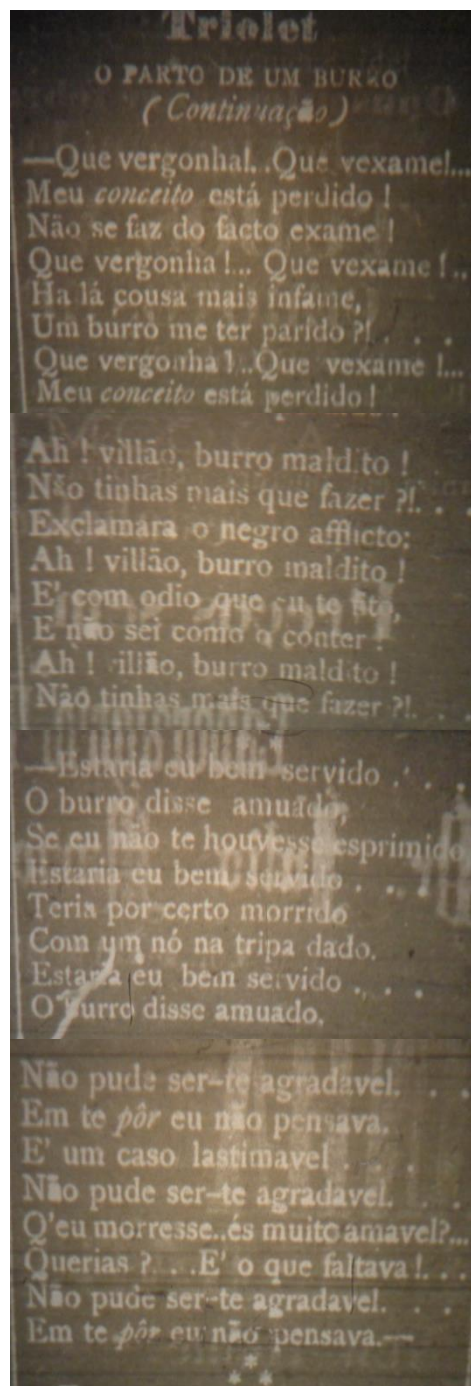 Triolet
O PARTO DE UM BURRO
(Continuação)
—Que vergonha!..Que vexame!...
Meu conceito está perdido !
Não se faz do facto exame !
Que vergonha !... Que vexame !...
Ha lá cousa mais infame,
Um burro me ter parido ?! . . .
Que vergonha !..Que vexame !...
Meu conceito está perdido !
Ah ! villão, burro maldito !
Não tinhas mais que fazer ?!. . .
Exclamara o negro afflicto:
Ah ! villão, burro maldito !
E' com odio que eu te fito,
E não sei como o conter !
Ah ! villão, burro maldito !
Não tinhas mais que fazer ?!. . .
—Estaria eu bem servido . . .
O burro disse amuado,
Se eu não te houvesse esprimido
Estaria eu bem servido . . .
Teria por certo morrido
Com um nó na tripa dado.
Estaria eu bem servido . . .
O burro disse amuado.
Não pude ser-te agradavel. . .
Em te pôr eu não pensava.
E' um caso lastimavel . . .
Não pude ser-te agradavel. . .
Q'eu morresse..és muito amavel?...
Querias ?. . .E' o que faltava !. . .
Não pude ser-te agradavel. . .
Em te pôr eu não pensava.—
* * *